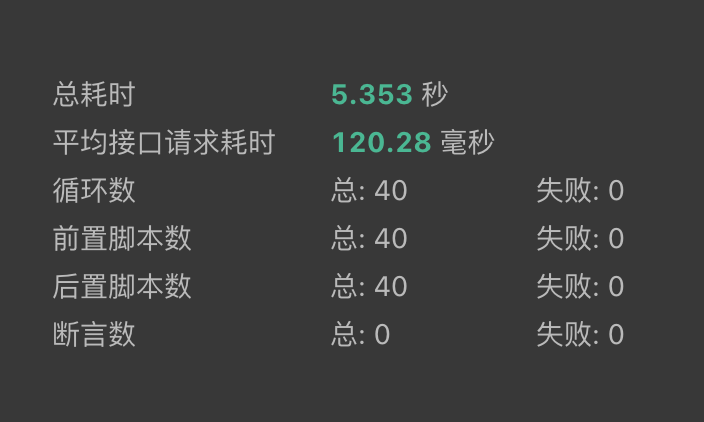 总耗时 5.353 秒
平均接口请求耗时 120.28 毫秒
循环数 总: 40 失败: 0
前置脚本数 总: 40 失败: 0
后置脚本数 总: 40 失败: 0
断言数 总: 0 失败: 0